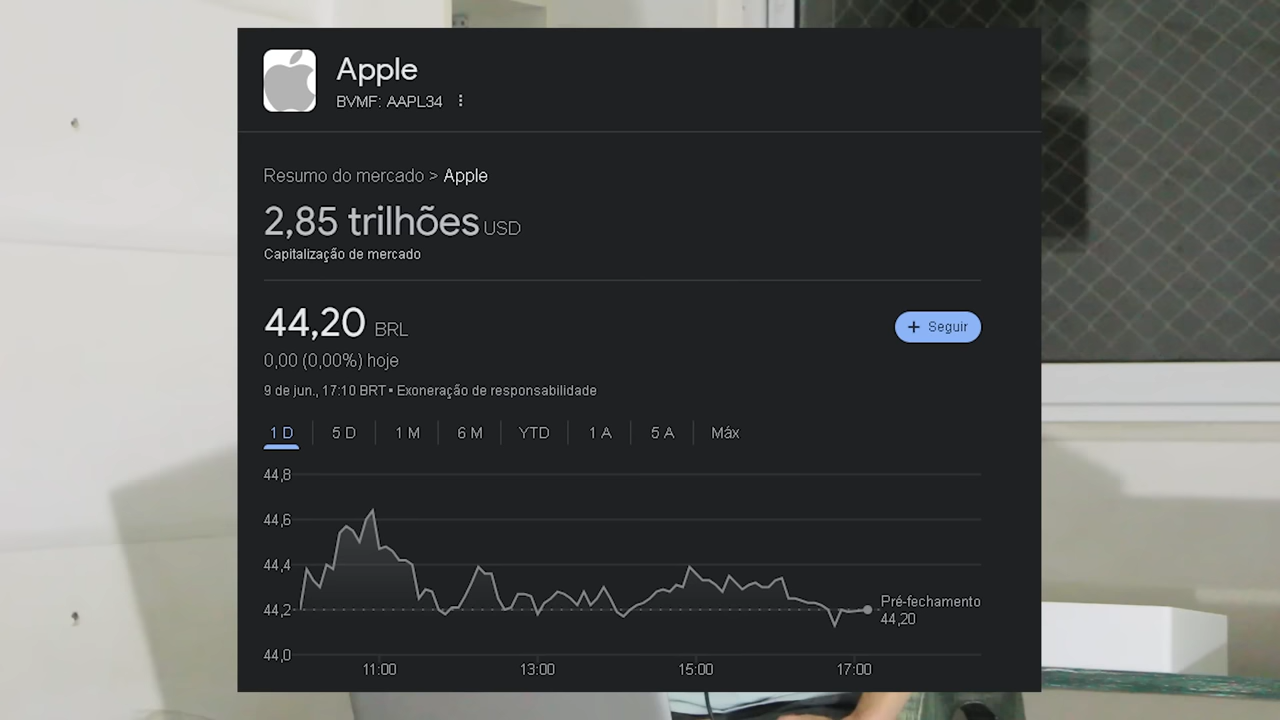 Apple
BVMF: AAPL34
Resumo do mercado > Apple
2,85 trilhões USD
Capitalização de mercado
44,20 BRL
+ Seguir
0,00 (0,00%) hoje
9 de jun., 17:10 BRT • Exoneração de responsabilidade
1 D 5 D 1 M 6 M YTD 1 A 5 A Máx
44,8
44,6
44,4
44,2
Pré-fechamento
44,20
44,0
11:00 13:00 15:00 17:00